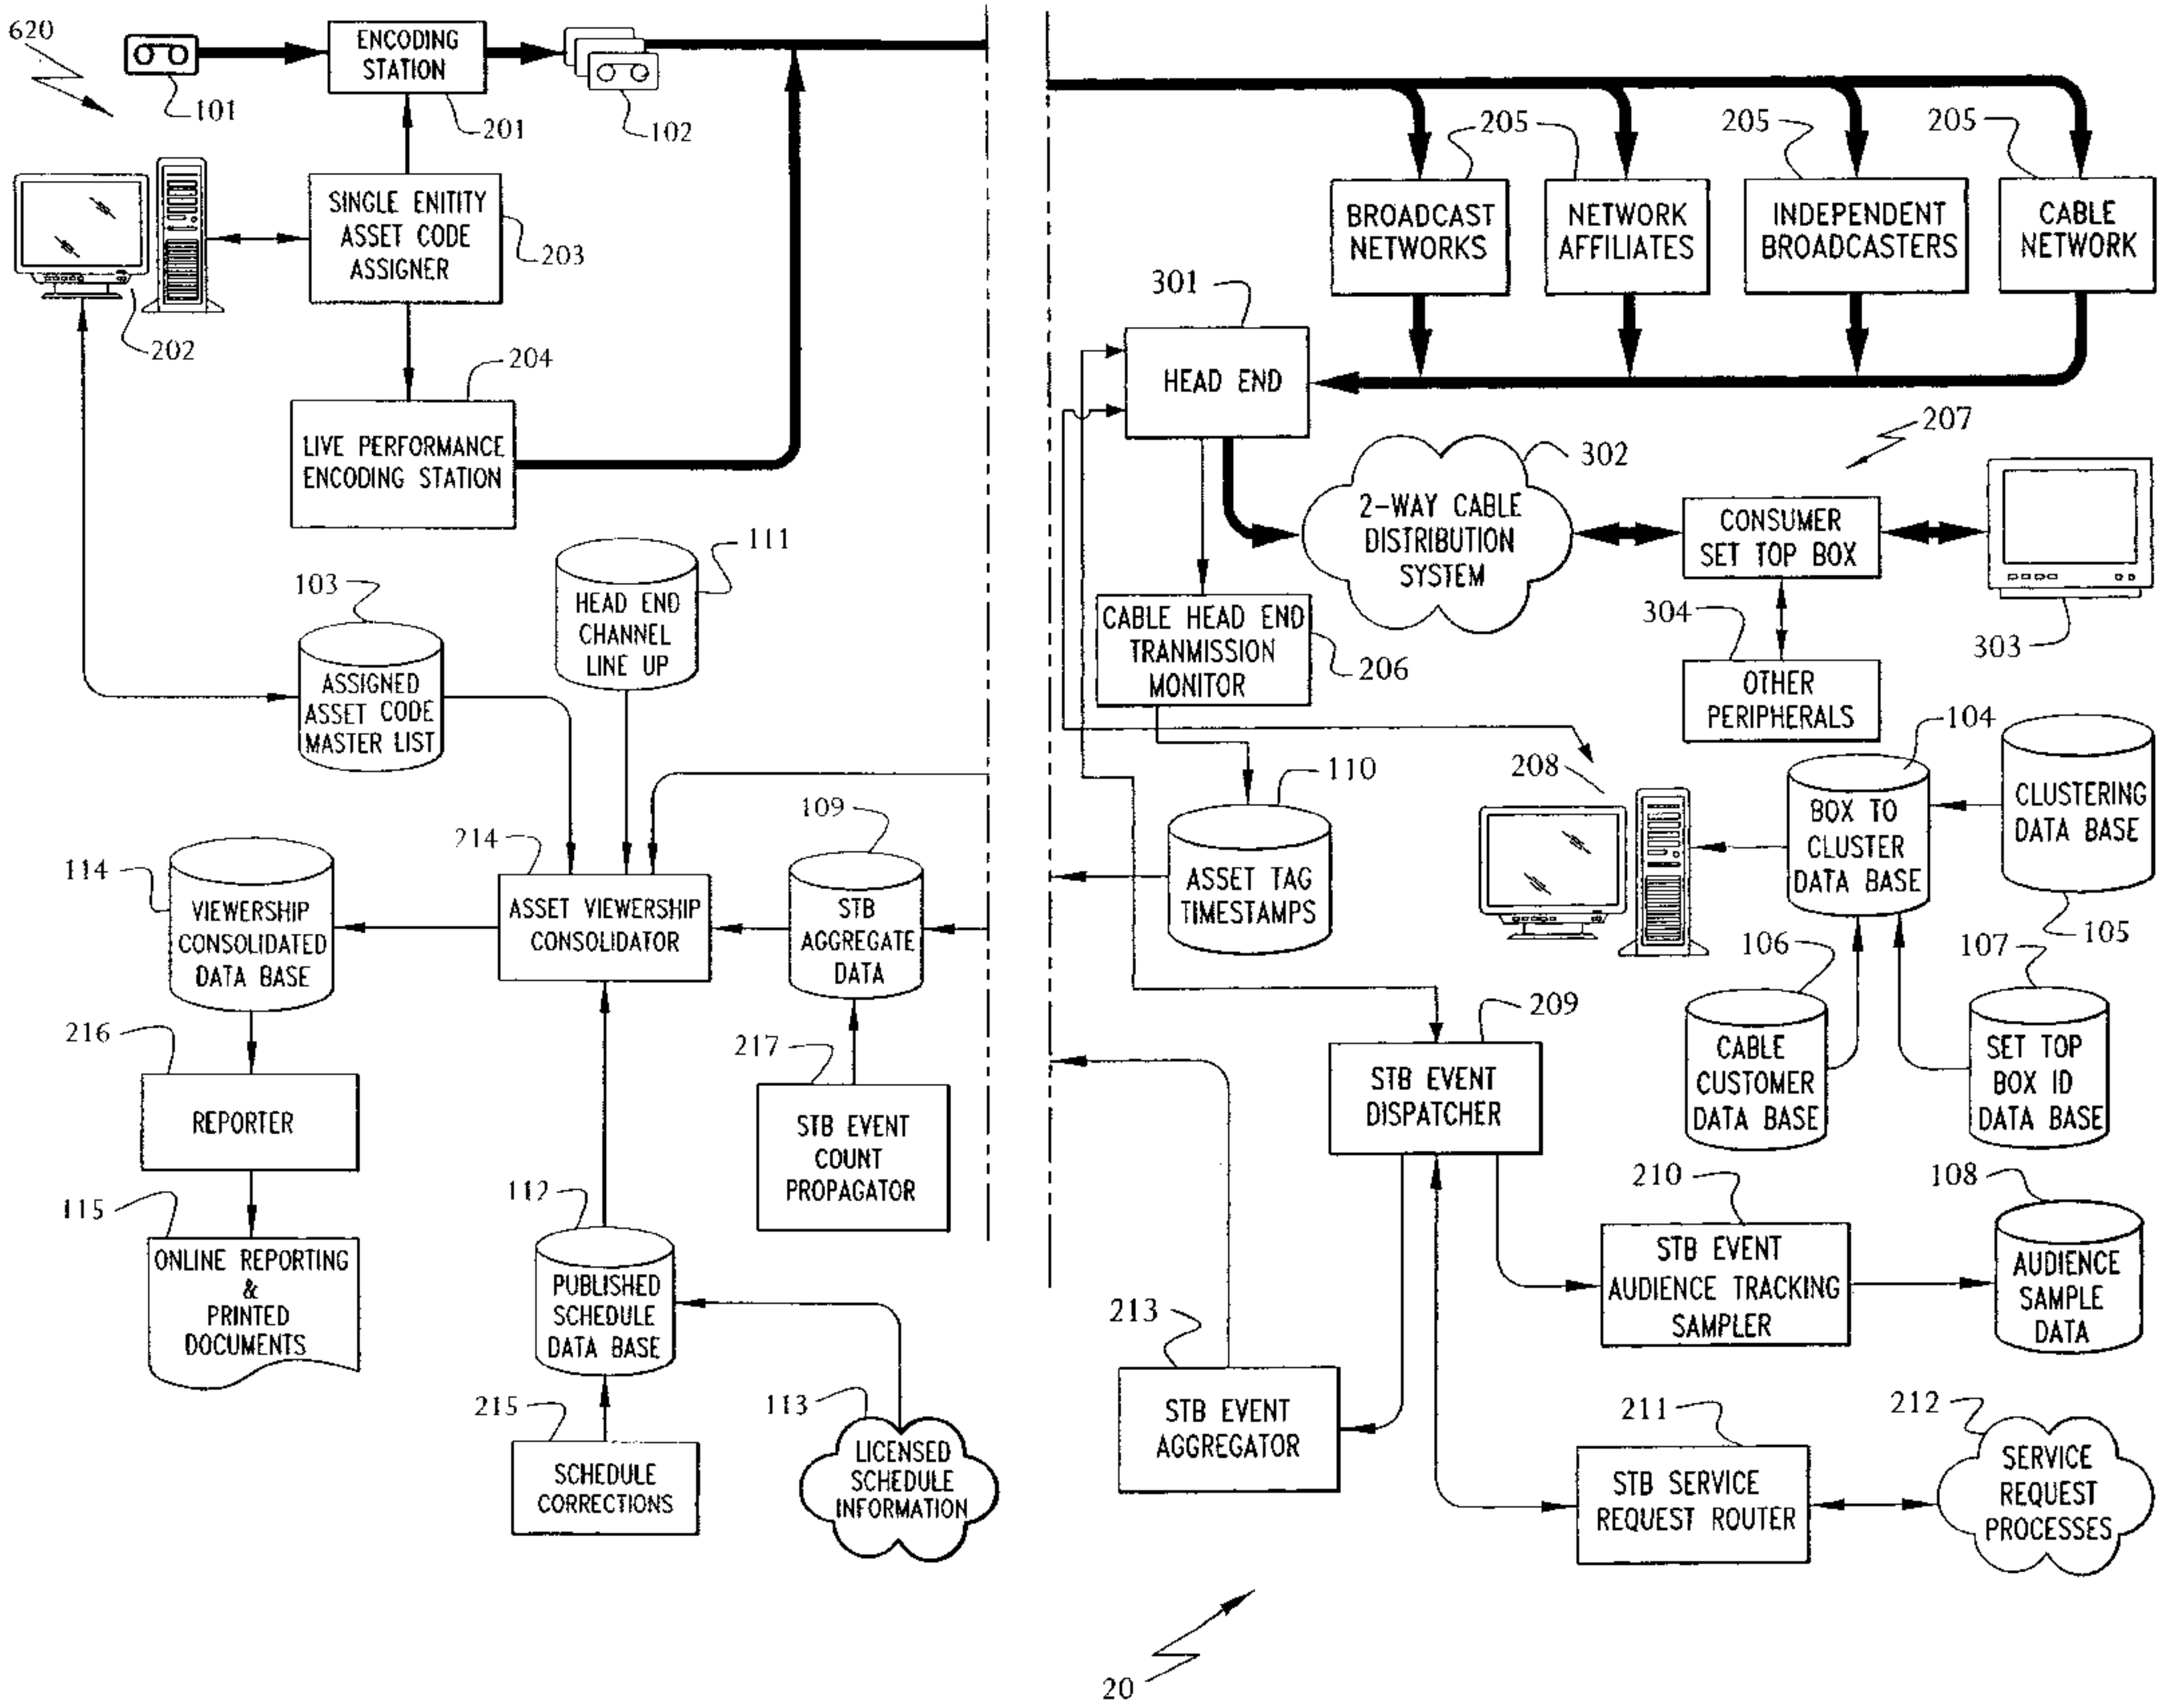 620
101
ENCODING
STATION
201
102
202
SINGLE ENITITY
ASSET CODE
ASSIGNER
203
204
LIVE PERFORMANCE
ENCODING STATION
205
205
205
205
BROADCAST
NETWORKS
NETWORK
AFFILIATES
INDEPENDENT
BROADCASTERS
CABLE
NETWORK
301
HEAD END
207
302
2-WAY CABLE
DISTRIBUTION
SYSTEM
CONSUMER
SET TOP BOX
303
304
OTHER
PERIPHERALS
CABLE HEAD END
TRANMISSION
MONITOR
206
103
ASSIGNED
ASSET CODE
MASTER LIST
111
HEAD END
CHANNEL
LINE UP
109
STB
AGGREGATE
DATA
214
ASSET VIEWERSHIP
CONSOLIDATOR
114
VIEWERSHIP
CONSOLIDATED
DATA BASE
216
REPORTER
115
ONLINE REPORTING
&
PRINTED
DOCUMENTS
217
STB EVENT
COUNT
PROPAGATOR
112
PUBLISHED
SCHEDULE
DATA BASE
215
SCHEDULE
CORRECTIONS
113
LICENSED
SCHEDULE
INFORMATION
110
ASSET TAG
TIMESTAMPS
208
104
BOX TO
CLUSTER
DATA BASE
CLUSTERING
DATA BASE
105
106
CABLE
CUSTOMER
DATA BASE
107
SET TOP
BOX ID
DATA BASE
209
STB EVENT
DISPATCHER
210
STB EVENT
AUDIENCE TRACKING
SAMPLER
108
AUDIENCE
SAMPLE
DATA
213
STB EVENT
AGGREGATOR
211
STB SERVICE
REQUEST ROUTER
212
SERVICE
REQUEST
PROCESSES
20